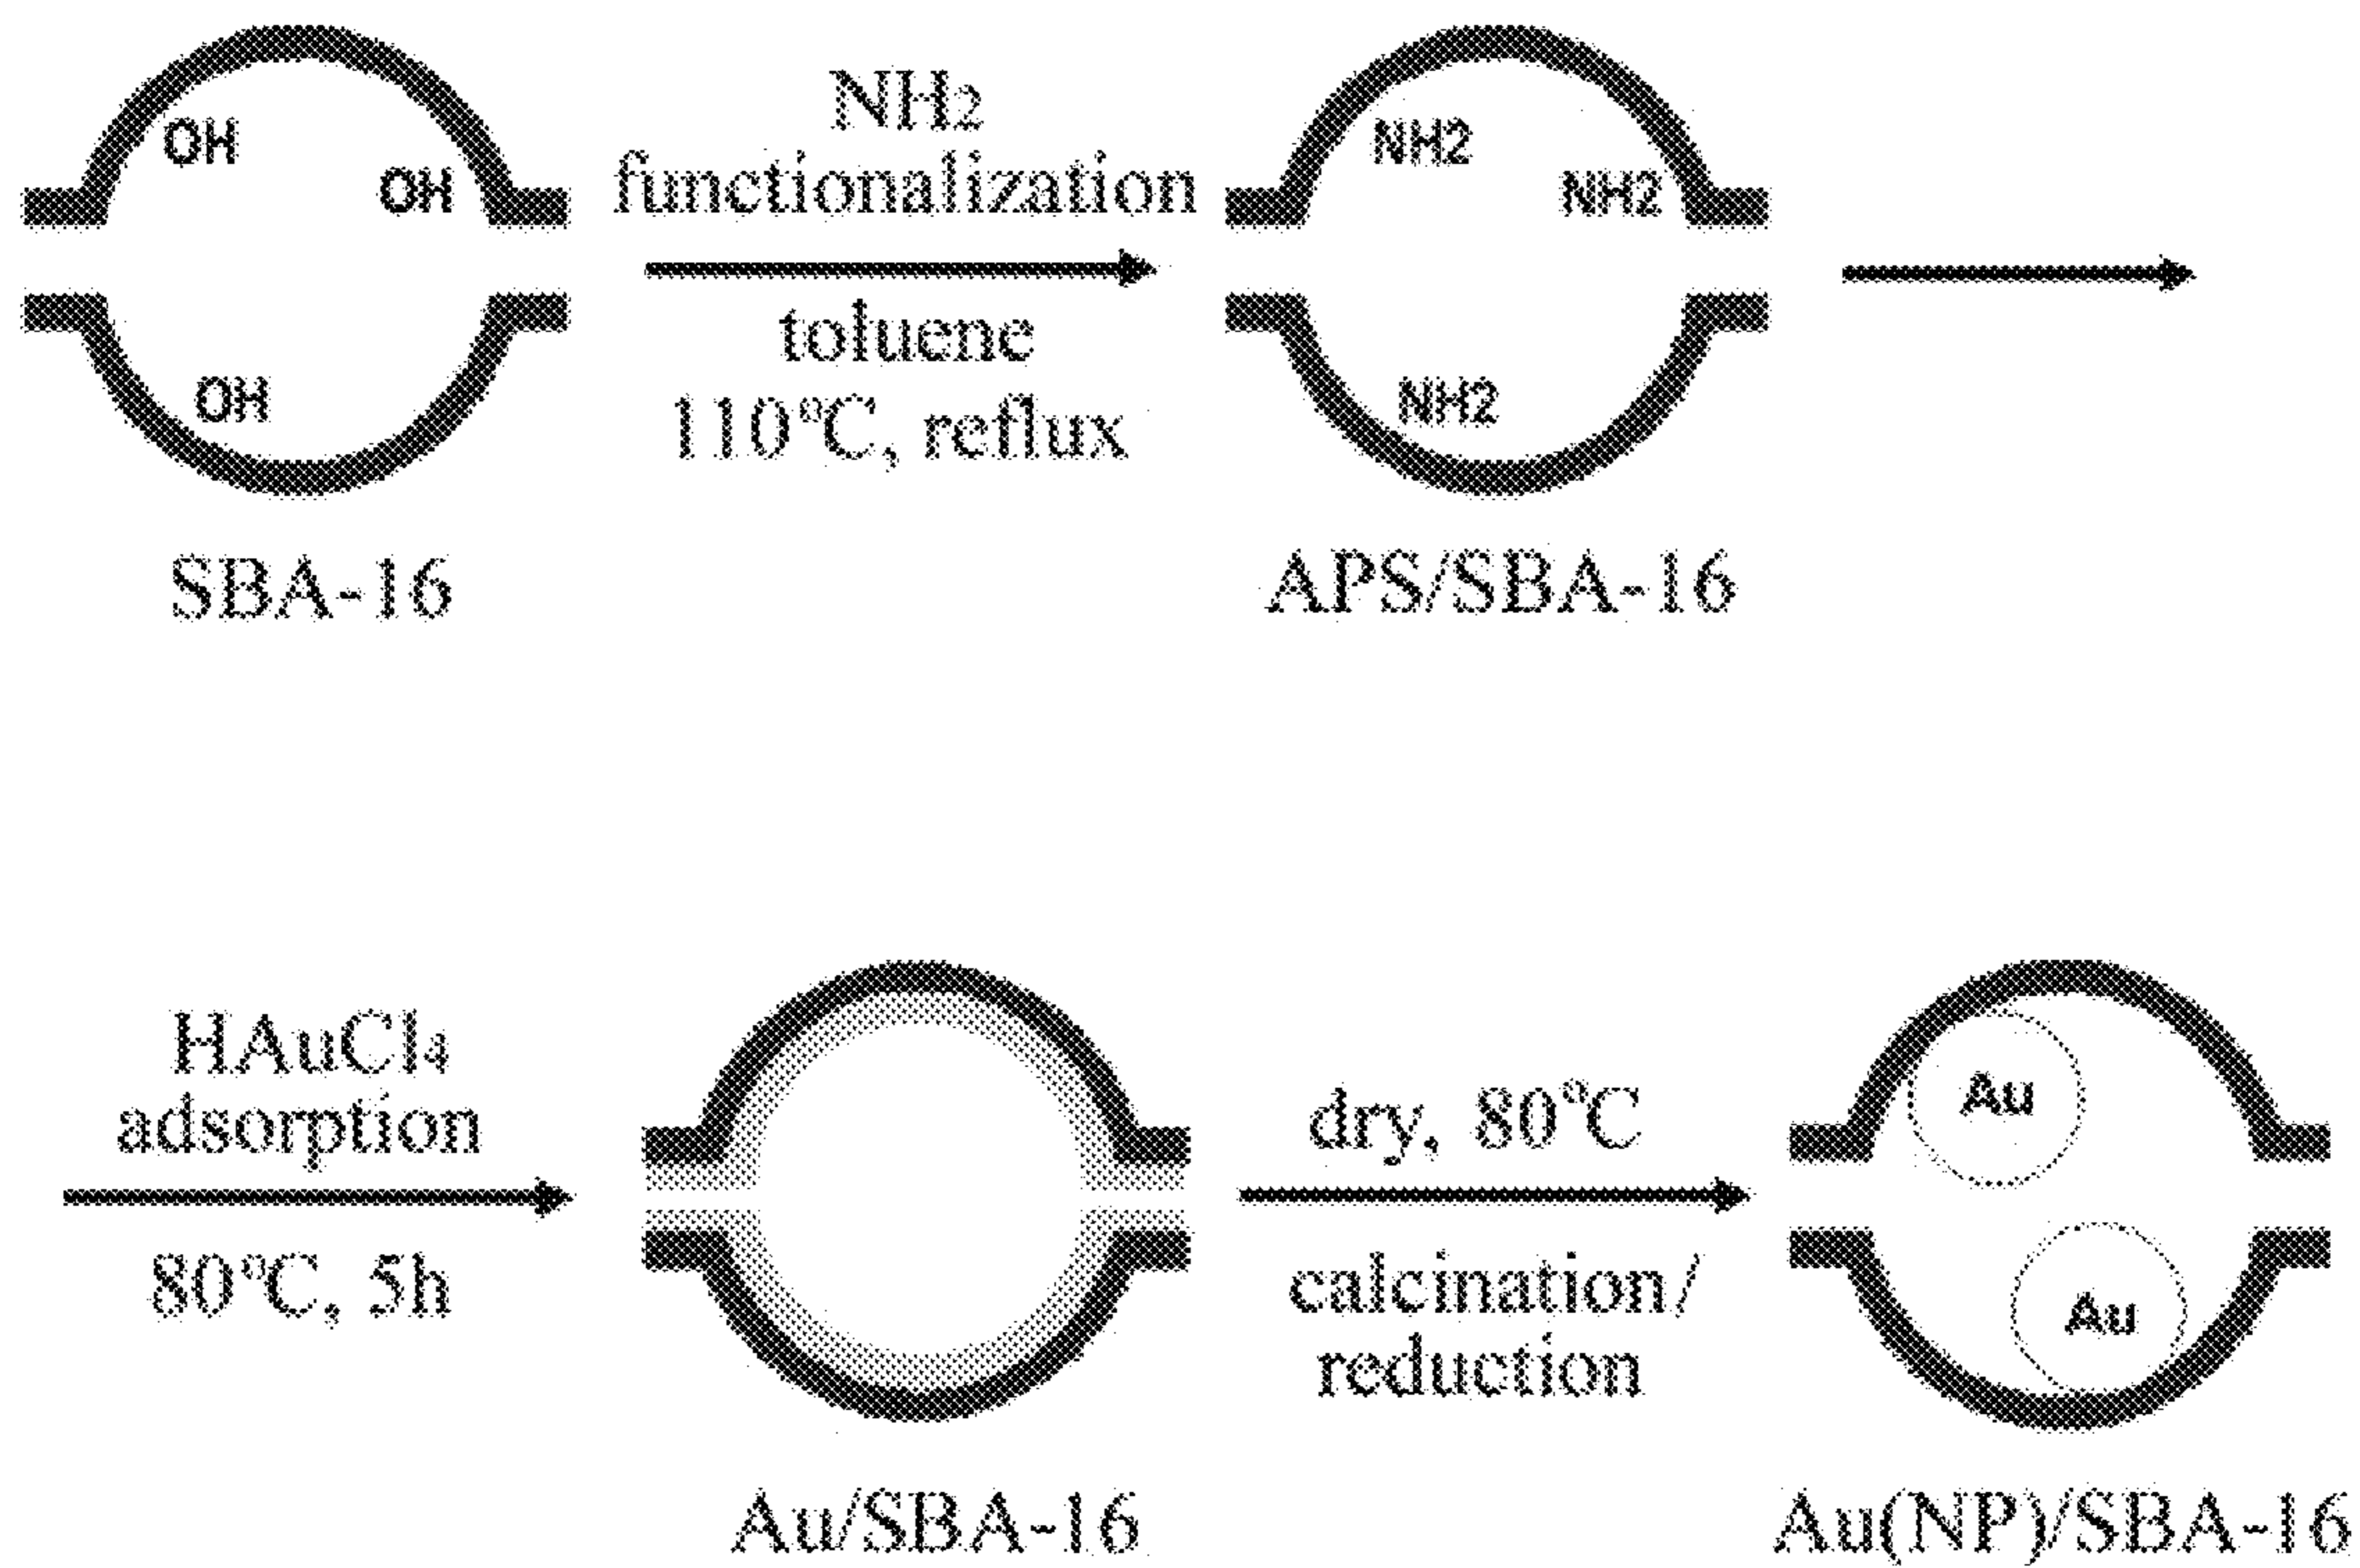 OH
OH
OH
SBA-16
NH2
functionalization
toluene
110°C, reflux
NH2
NH2
NH2
APS/SBA-16
HAuCl4
adsorption
80°C, 5h
Au/SBA-16
dry, 80°C
calcination/
reduction
Au
Au
Au(NP)/SBA-16